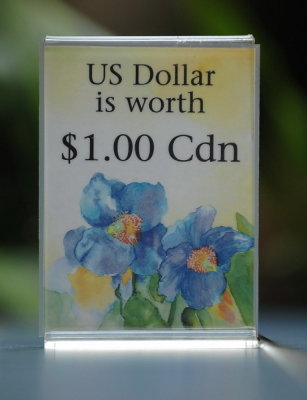 US Dollar
is worth
$1.00 Cdn